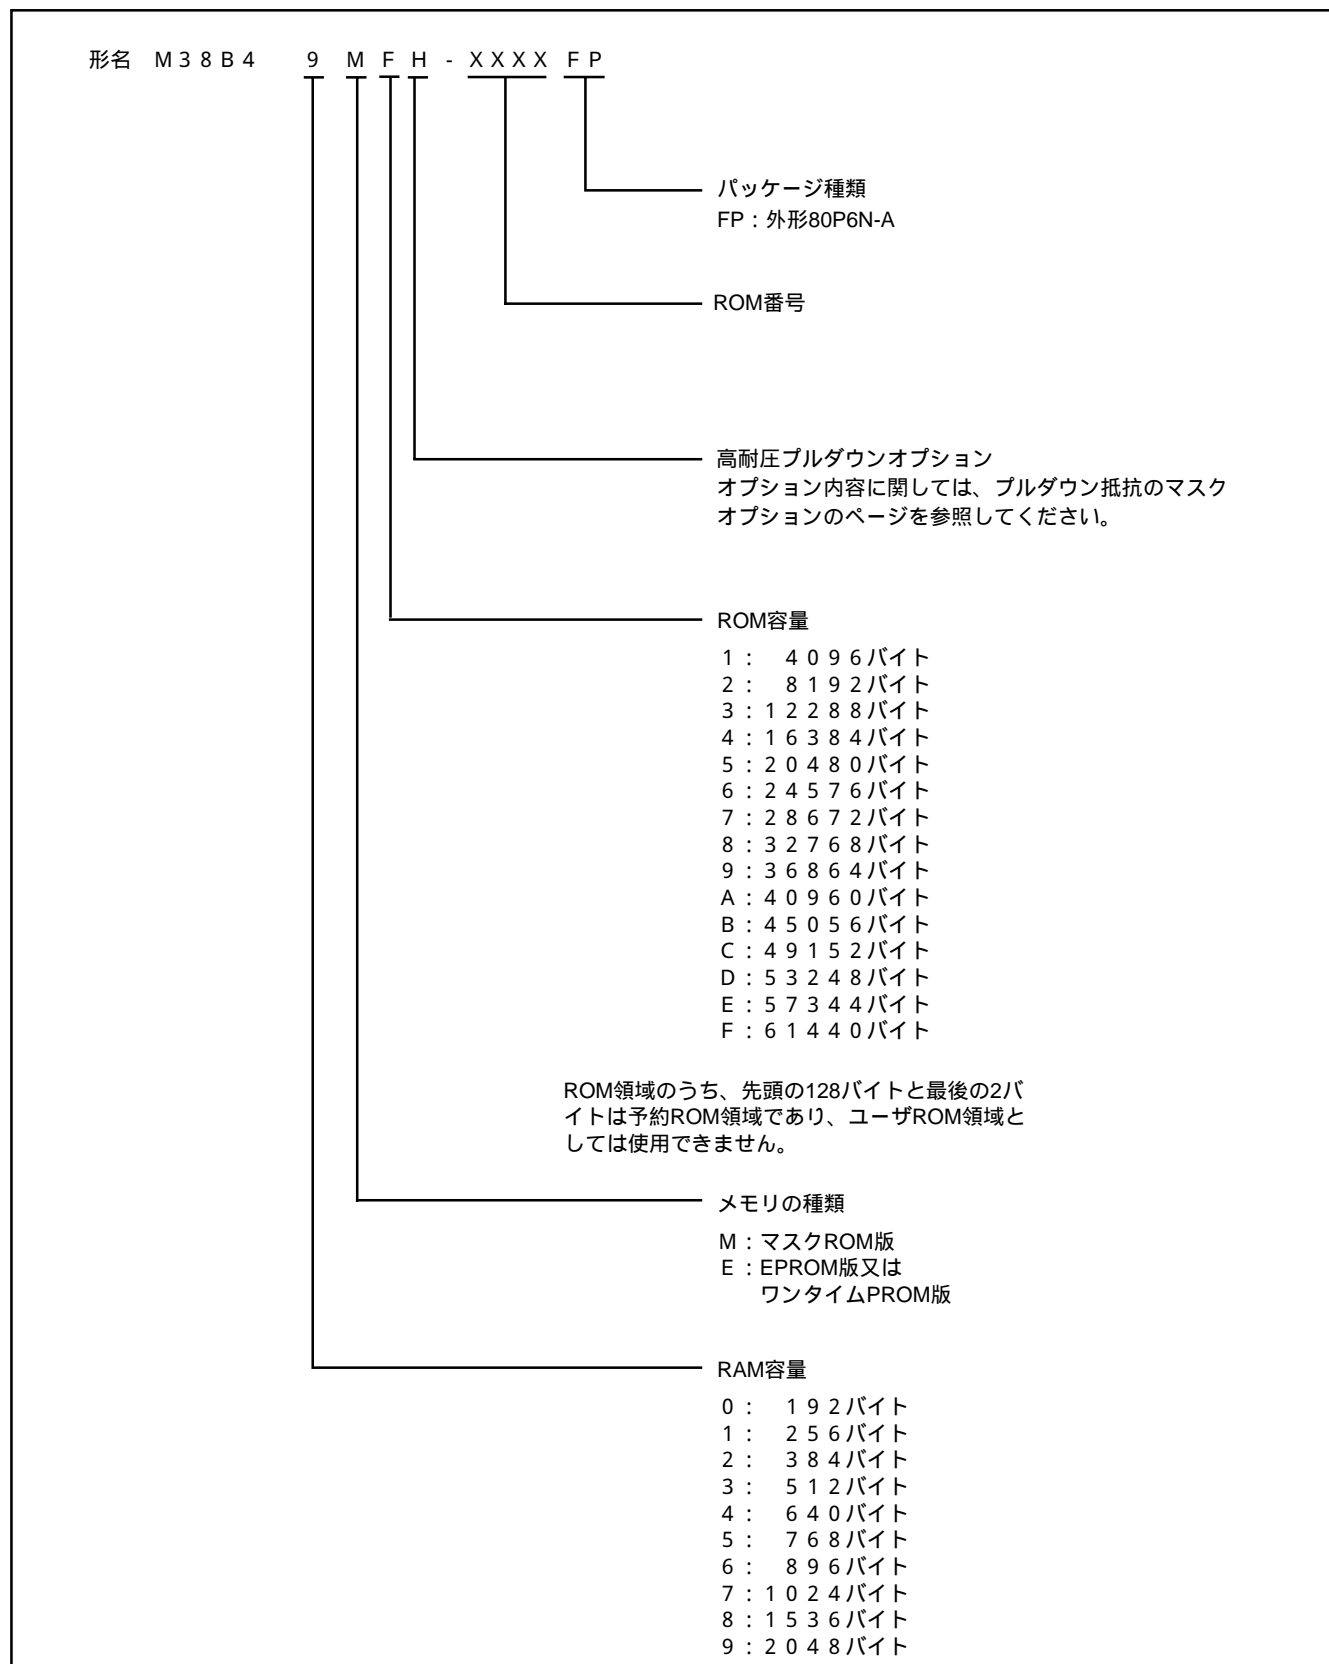 形名 M38B4 9 M F H - XXXX FP
パッケージ種類
FP：外形80P6N-A
ROM番号
高耐圧プルダウンオプション
オプション内容に関しては、プルダウン抵抗のマスク
オプションのページを参照してください。
ROM容量
1： 4096バイト
2： 8192バイト
3：12288バイト
4：16384バイト
5：20480バイト
6：24576バイト
7：28672バイト
8：32768バイト
9：36864バイト
A：40960バイト
B：45056バイト
C：49152バイト
D：53248バイト
E：57344バイト
F：61440バイト
ROM領域のうち、先頭の128バイトと最後の2バ
イトは予約ROM領域であり、ユーザROM領域と
しては使用できません。
メモリの種類
M：マスクROM版
E：EPROM版又は
ワンタイムPROM版
RAM容量
0： 192バイト
1： 256バイト
2： 384バイト
3： 512バイト
4： 640バイト
5： 768バイト
6： 896バイト
7：1024バイト
8：1536バイト
9：2048バイト